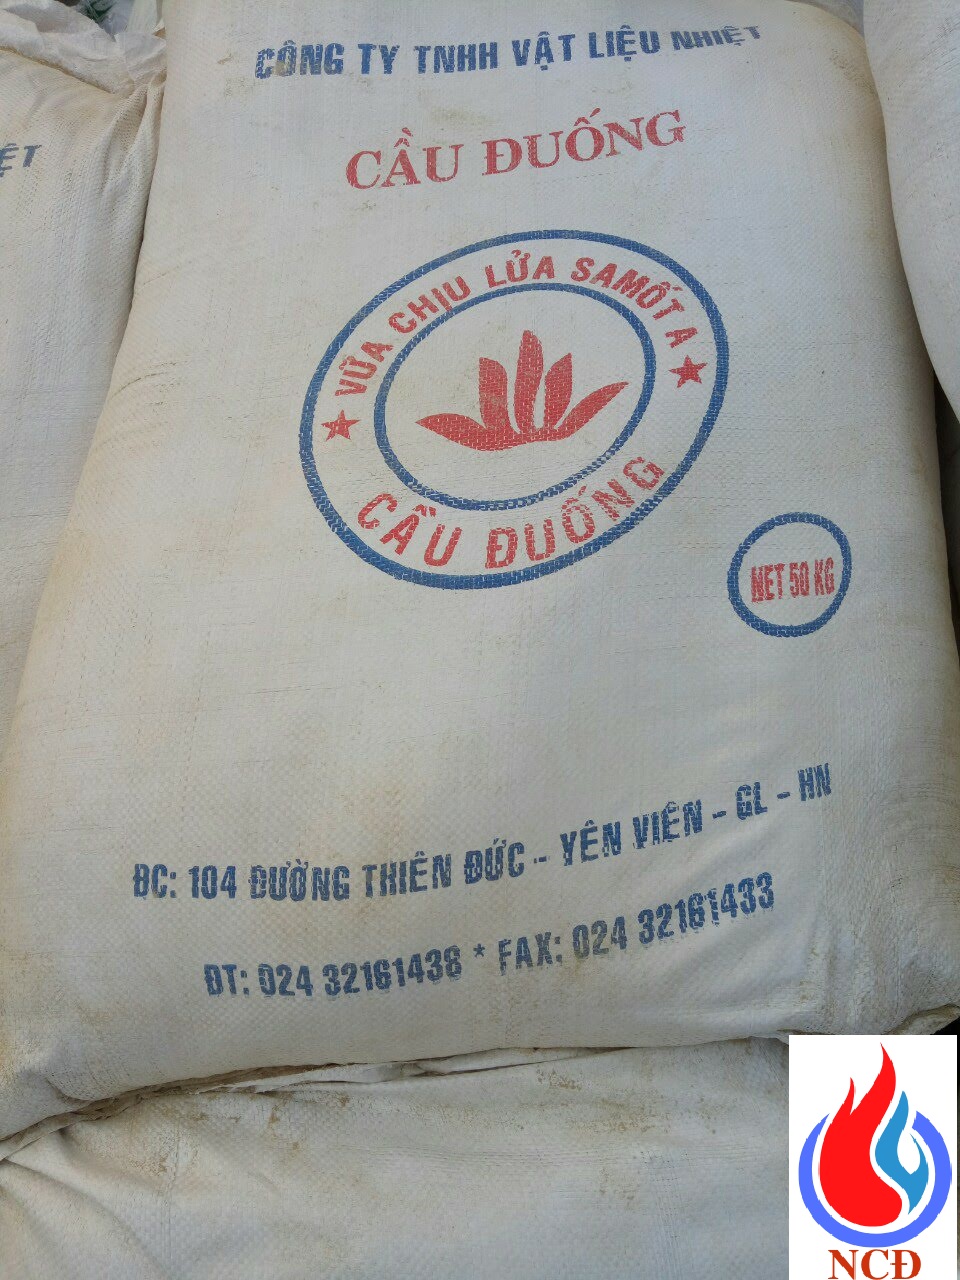 CÔNG TY TNHH VẬT LIỆU NHIỆT
CẦU ĐUỐNG
VỮA CHỊU LỬA SAMỐT A
CẦU ĐUỐNG
NET 50 KG
ĐC: 104 ĐƯỜNG THIÊN ĐỨC - YÊN VIÊN - GL - HN
ĐT: 024 32161438 * FAX: 024 32161433
ỆT
NCĐ